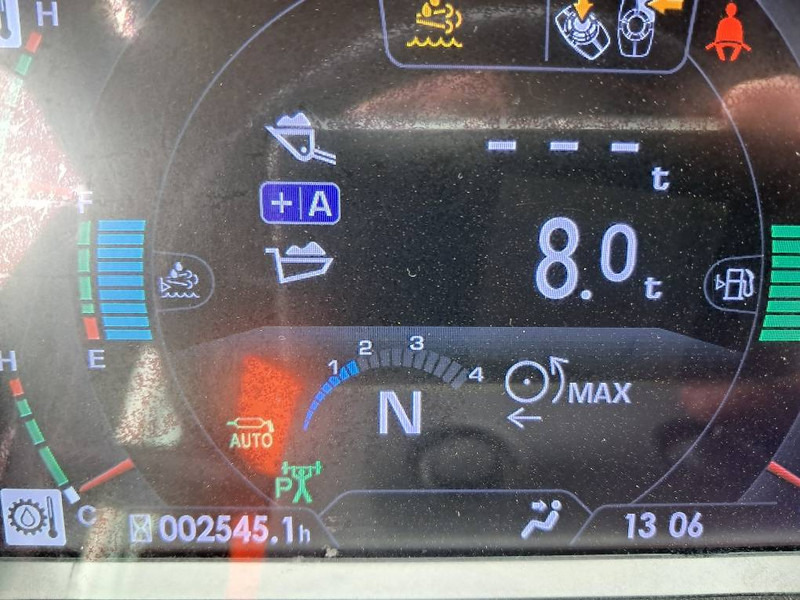 H
- - -
t
+ A
8.0
t
F
E
1 2 3 4
H
N
MAX
AUTO
P
C
002545.1h
13 06